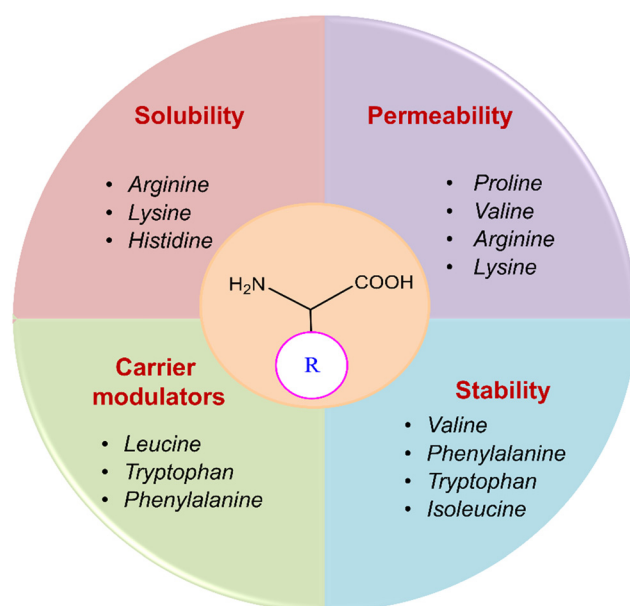 Solubility
• Arginine
• Lysine
• Histidine
Permeability
• Proline
• Valine
• Arginine
• Lysine
H₂N
COOH
R
Carrier
modulators
• Leucine
• Tryptophan
• Phenylalanine
Stability
• Valine
• Phenylalanine
• Tryptophan
• Isoleucine